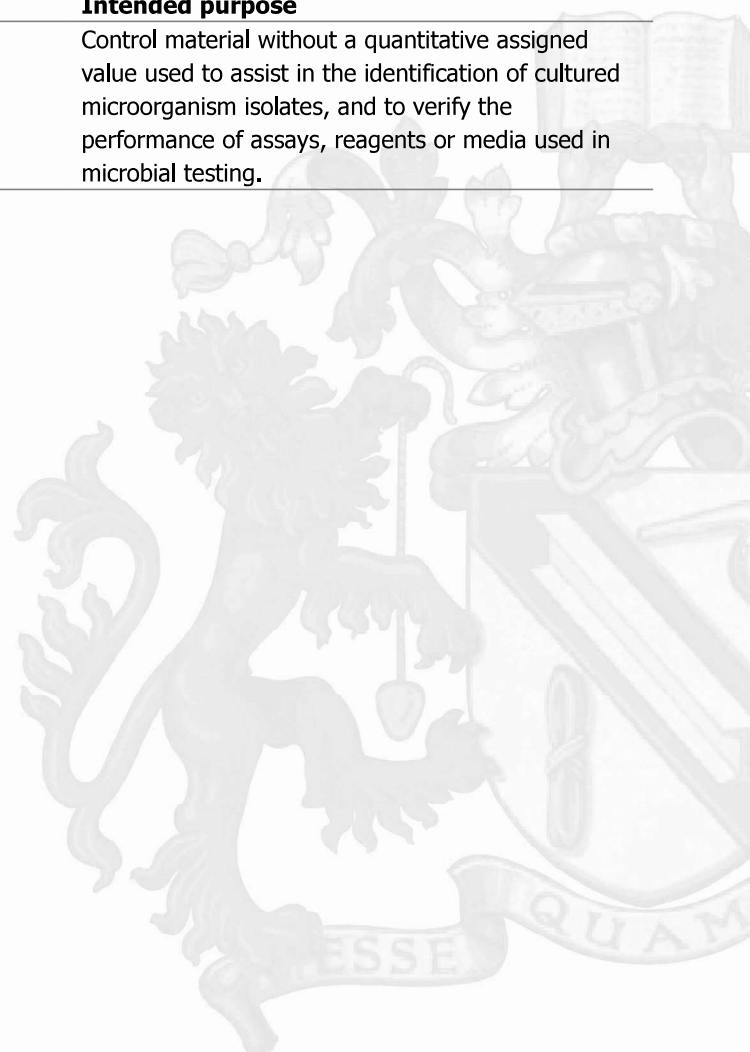 Intended purpose
Control material without a quantitative assigned
value used to assist in the identification of cultured
microorganism isolates, and to verify the
performance of assays, reagents or media used in
microbial testing.
ESSE
QUAM